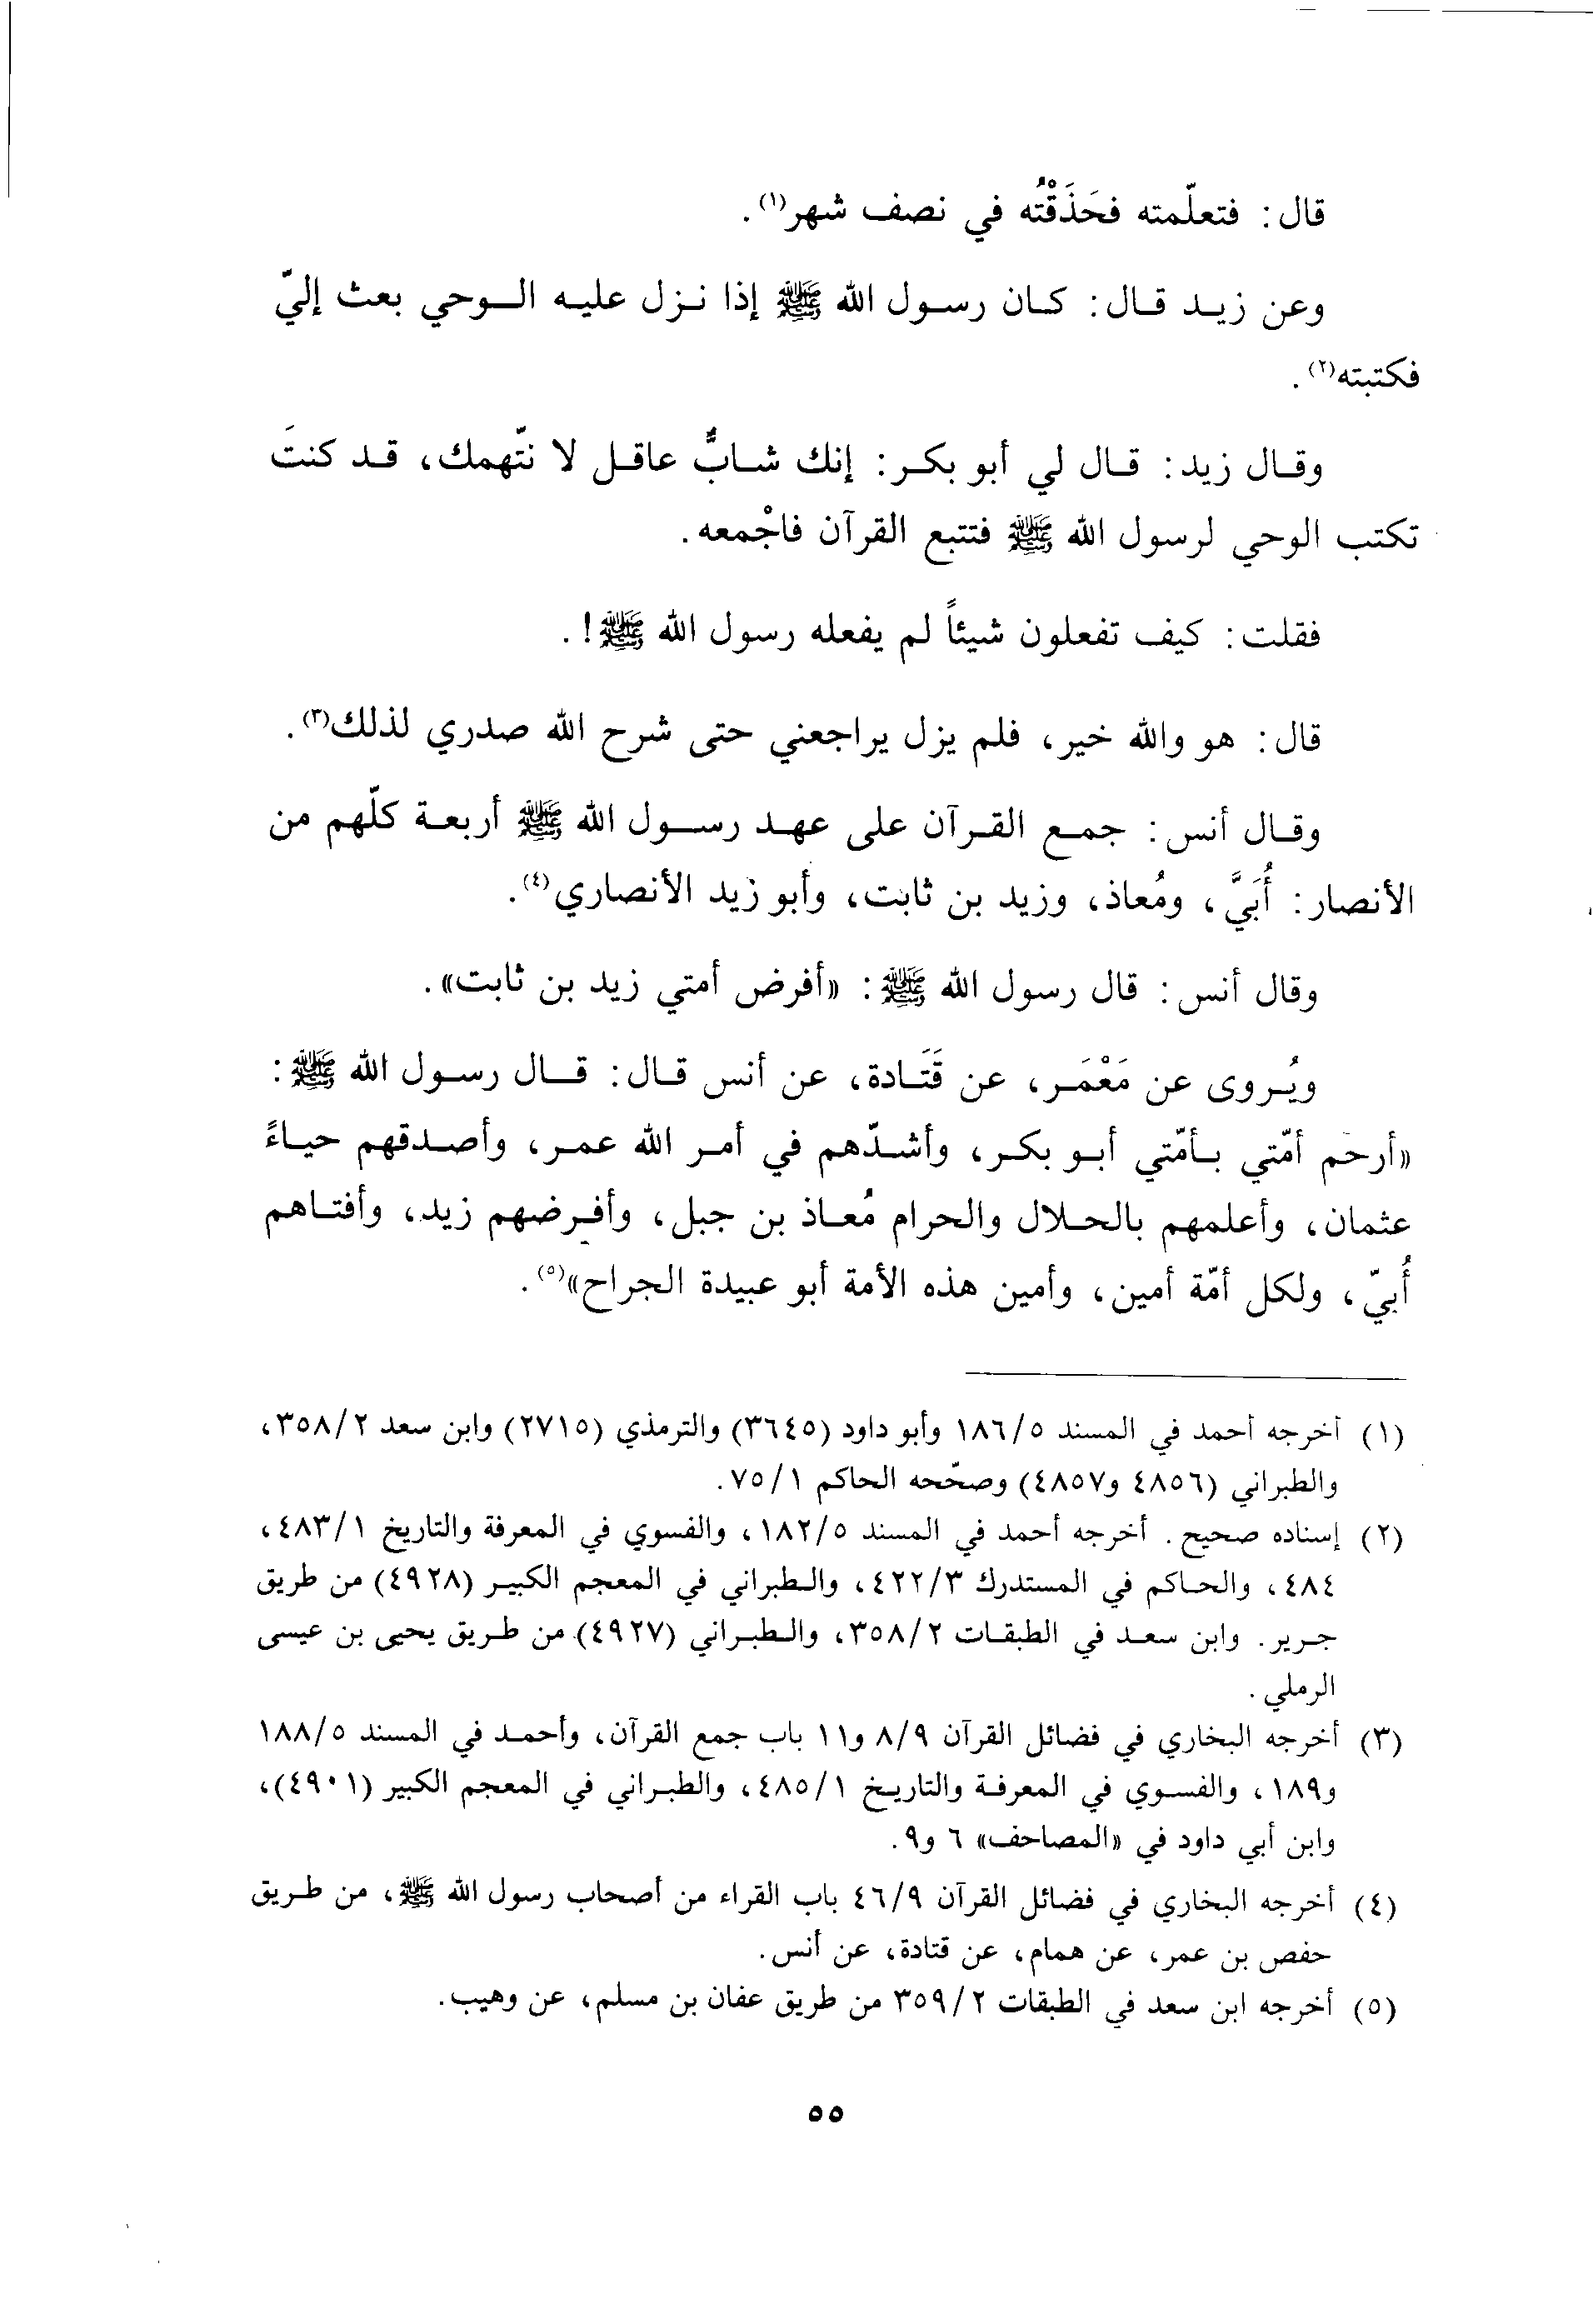 قال: فتعلّمته فحَذَقْتُه في نصف شهر(١).
وعن زيد قال: كان رسول الله ﷺ إذا نزل عليه الوحي بعث إليّ
فكتبته(٢).
وقال زيد: قال لي أبو بكر: إنك شابٌّ عاقل لا نتّهمك، قد كنتَ
تكتب الوحي لرسول الله ﷺ فتتبع القرآن فاجْمعه.
فقلت: كيف تفعلون شيئاً لم يفعله رسول الله ﷺ!.
قال: هو والله خير، فلم يزل يراجعني حتى شرح الله صدري لذلك(٣).
وقال أنس: جمع القرآن على عهد رسول الله ﷺ أربعة كلّهم من
الأنصار: أُبَيَّ، ومُعاذ، وزيد بن ثابت، وأبو زيد الأنصاري(٤).
وقال أنس: قال رسول الله ﷺ: «أفرض أمتي زيد بن ثابت».
ويُروى عن مَعْمَر، عن قَتَادة، عن أنس قال: قال رسول الله ﷺ:
«أرحَم أمّتي بأمّتي أبو بكر، وأشدّهم في أمر الله عمر، وأصدقهم حياءً
عثمان، وأعلمهم بالحلال والحرام مُعاذ بن جبل، وأفرضهم زيد، وأفتاهم
أُبيّ، ولكل أمّة أمين، وأمين هذه الأمة أبو عبيدة الجراح»(٥).
(١) أخرجه أحمد في المسند ٥/١٨٦ وأبو داود (٣٦٤٥) والترمذي (٢٧١٥) وابن سعد ٢/٣٥٨،
والطبراني (٤٨٥٦ و٤٨٥٧) وصحّحه الحاكم ١/٧٥.
(٢) إسناده صحيح. أخرجه أحمد في المسند ٥/١٨٢، والفسوي في المعرفة والتاريخ ١/٤٨٣،
٤٨٤، والحاكم في المستدرك ٣/٤٢٢، والطبراني في المعجم الكبير (٤٩٢٨) من طريق
جرير. وابن سعد في الطبقات ٢/٣٥٨، والطبراني (٤٩٢٧) من طريق يحيى بن عيسى
الرملي.
(٣) أخرجه البخاري في فضائل القرآن ٩/٨ و١١ باب جمع القرآن، وأحمد في المسند ٥/١٨٨
و١٨٩، والفسوي في المعرفة والتاريخ ١/٤٨٥، والطبراني في المعجم الكبير (٤٩٠١)،
وابن أبي داود في «المصاحف» ٦ و٩.
(٤) أخرجه البخاري في فضائل القرآن ٩/٤٦ باب القراء من أصحاب رسول الله ﷺ، من طريق
حفص بن عمر، عن همام، عن قتادة، عن أنس.
(٥) أخرجه ابن سعد في الطبقات ٢/٣٥٩ من طريق عفان بن مسلم، عن وهيب.
٥٥